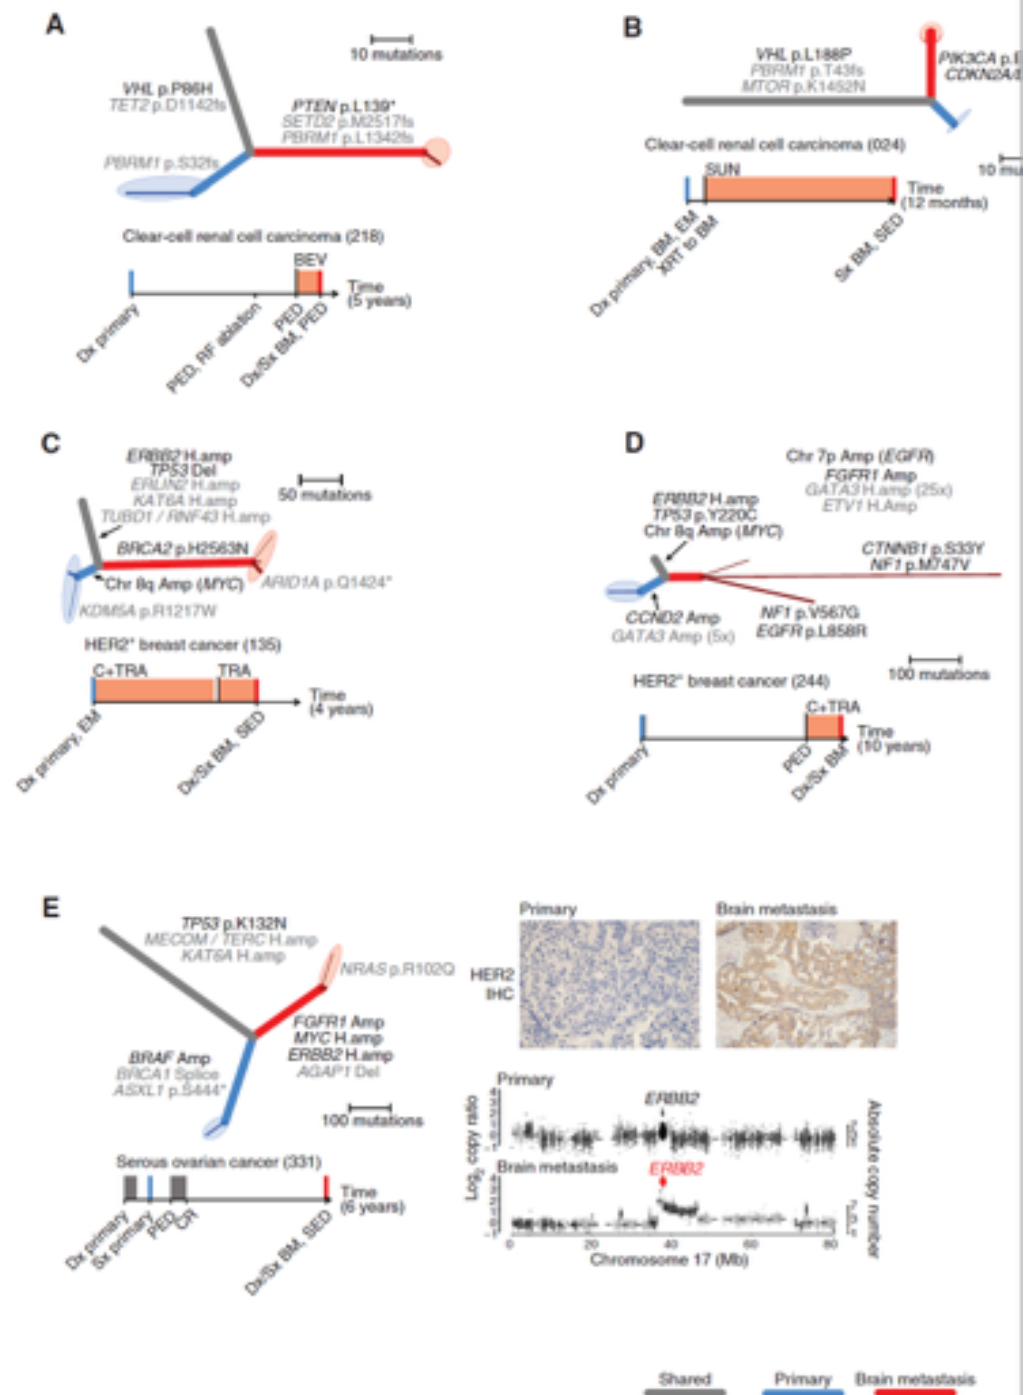 A
10 mutations
VHL p.P86H
TET2 p.D1142fs
PTEN p.L139*
SETD2 p.M2517fs
PBRM1 p.L1342fs
PBRM1 p.S32fs
Clear-cell renal cell carcinoma (218)
BEV
Time
(5 years)
Dx primary
PED, RF ablation
PED
Dx/Sx BM, PED
B
VHL p.L188P
PBRM1 p.T43fs
MTOR p.K1452N
PIK3CA p.E
CDKN2A/
Clear-cell renal cell carcinoma (024)
10 mu
SUN
Time
(12 months)
Dx primary, BM, EM
XRT to BM
Sx BM, SED
C
ERBB2 H.amp
TP53 Del
ERLIN2 H.amp
KAT6A H.amp
TUBD1 / RNF43 H.amp
50 mutations
BRCA2 p.H2563N
Chr 8q Amp (MYC)
ARID1A p.Q1424*
KDM5A p.R1217W
HER2+ breast cancer (135)
C+TRA
TRA
Time
(4 years)
Dx primary, EM
Dx/Sx BM, SED
D
Chr 7p Amp (EGFR)
FGFR1 Amp
GATA3 H.amp (25x)
ETV1 H.Amp
ERBB2 H.amp
TP53 p.Y220C
Chr 8q Amp (MYC)
CTNNB1 p.S33Y
NF1 p.M747V
CCND2 Amp
GATA3 Amp (5x)
NF1 p.V567G
EGFR p.L858R
100 mutations
HER2+ breast cancer (244)
C+TRA
Time
(10 years)
Dx primary
PED
Dx/Sx BM
E
TP53 p.K132N
MECOM / TERC H.amp
KAT6A H.amp
NRAS p.R102Q
FGFR1 Amp
MYC H.amp
ERBB2 H.amp
AGAP1 Del
BRAF Amp
BRCA1 Splice
ASXL1 p.S444*
100 mutations
Serous ovarian cancer (331)
Time
(6 years)
Dx primary
Sx primary
PED
CR
Dx/Sx BM, SED
Primary
Brain metastasis
HER2
IHC
Primary
ERBB2
Brain metastasis
ERBB2
Log2 copy ratio
Absolute copy number
0 20 40 60 80
Chromosome 17 (Mb)
Shared Primary Brain metastasis